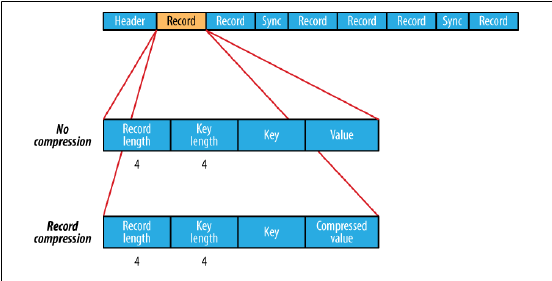 Header Record Record Sync Record Record Record Sync Record
No
compression
Record
length
Key
length
Key
Value
4 4
Record
compression
Record
length
Key
length
Key
Compressed
value
4 4